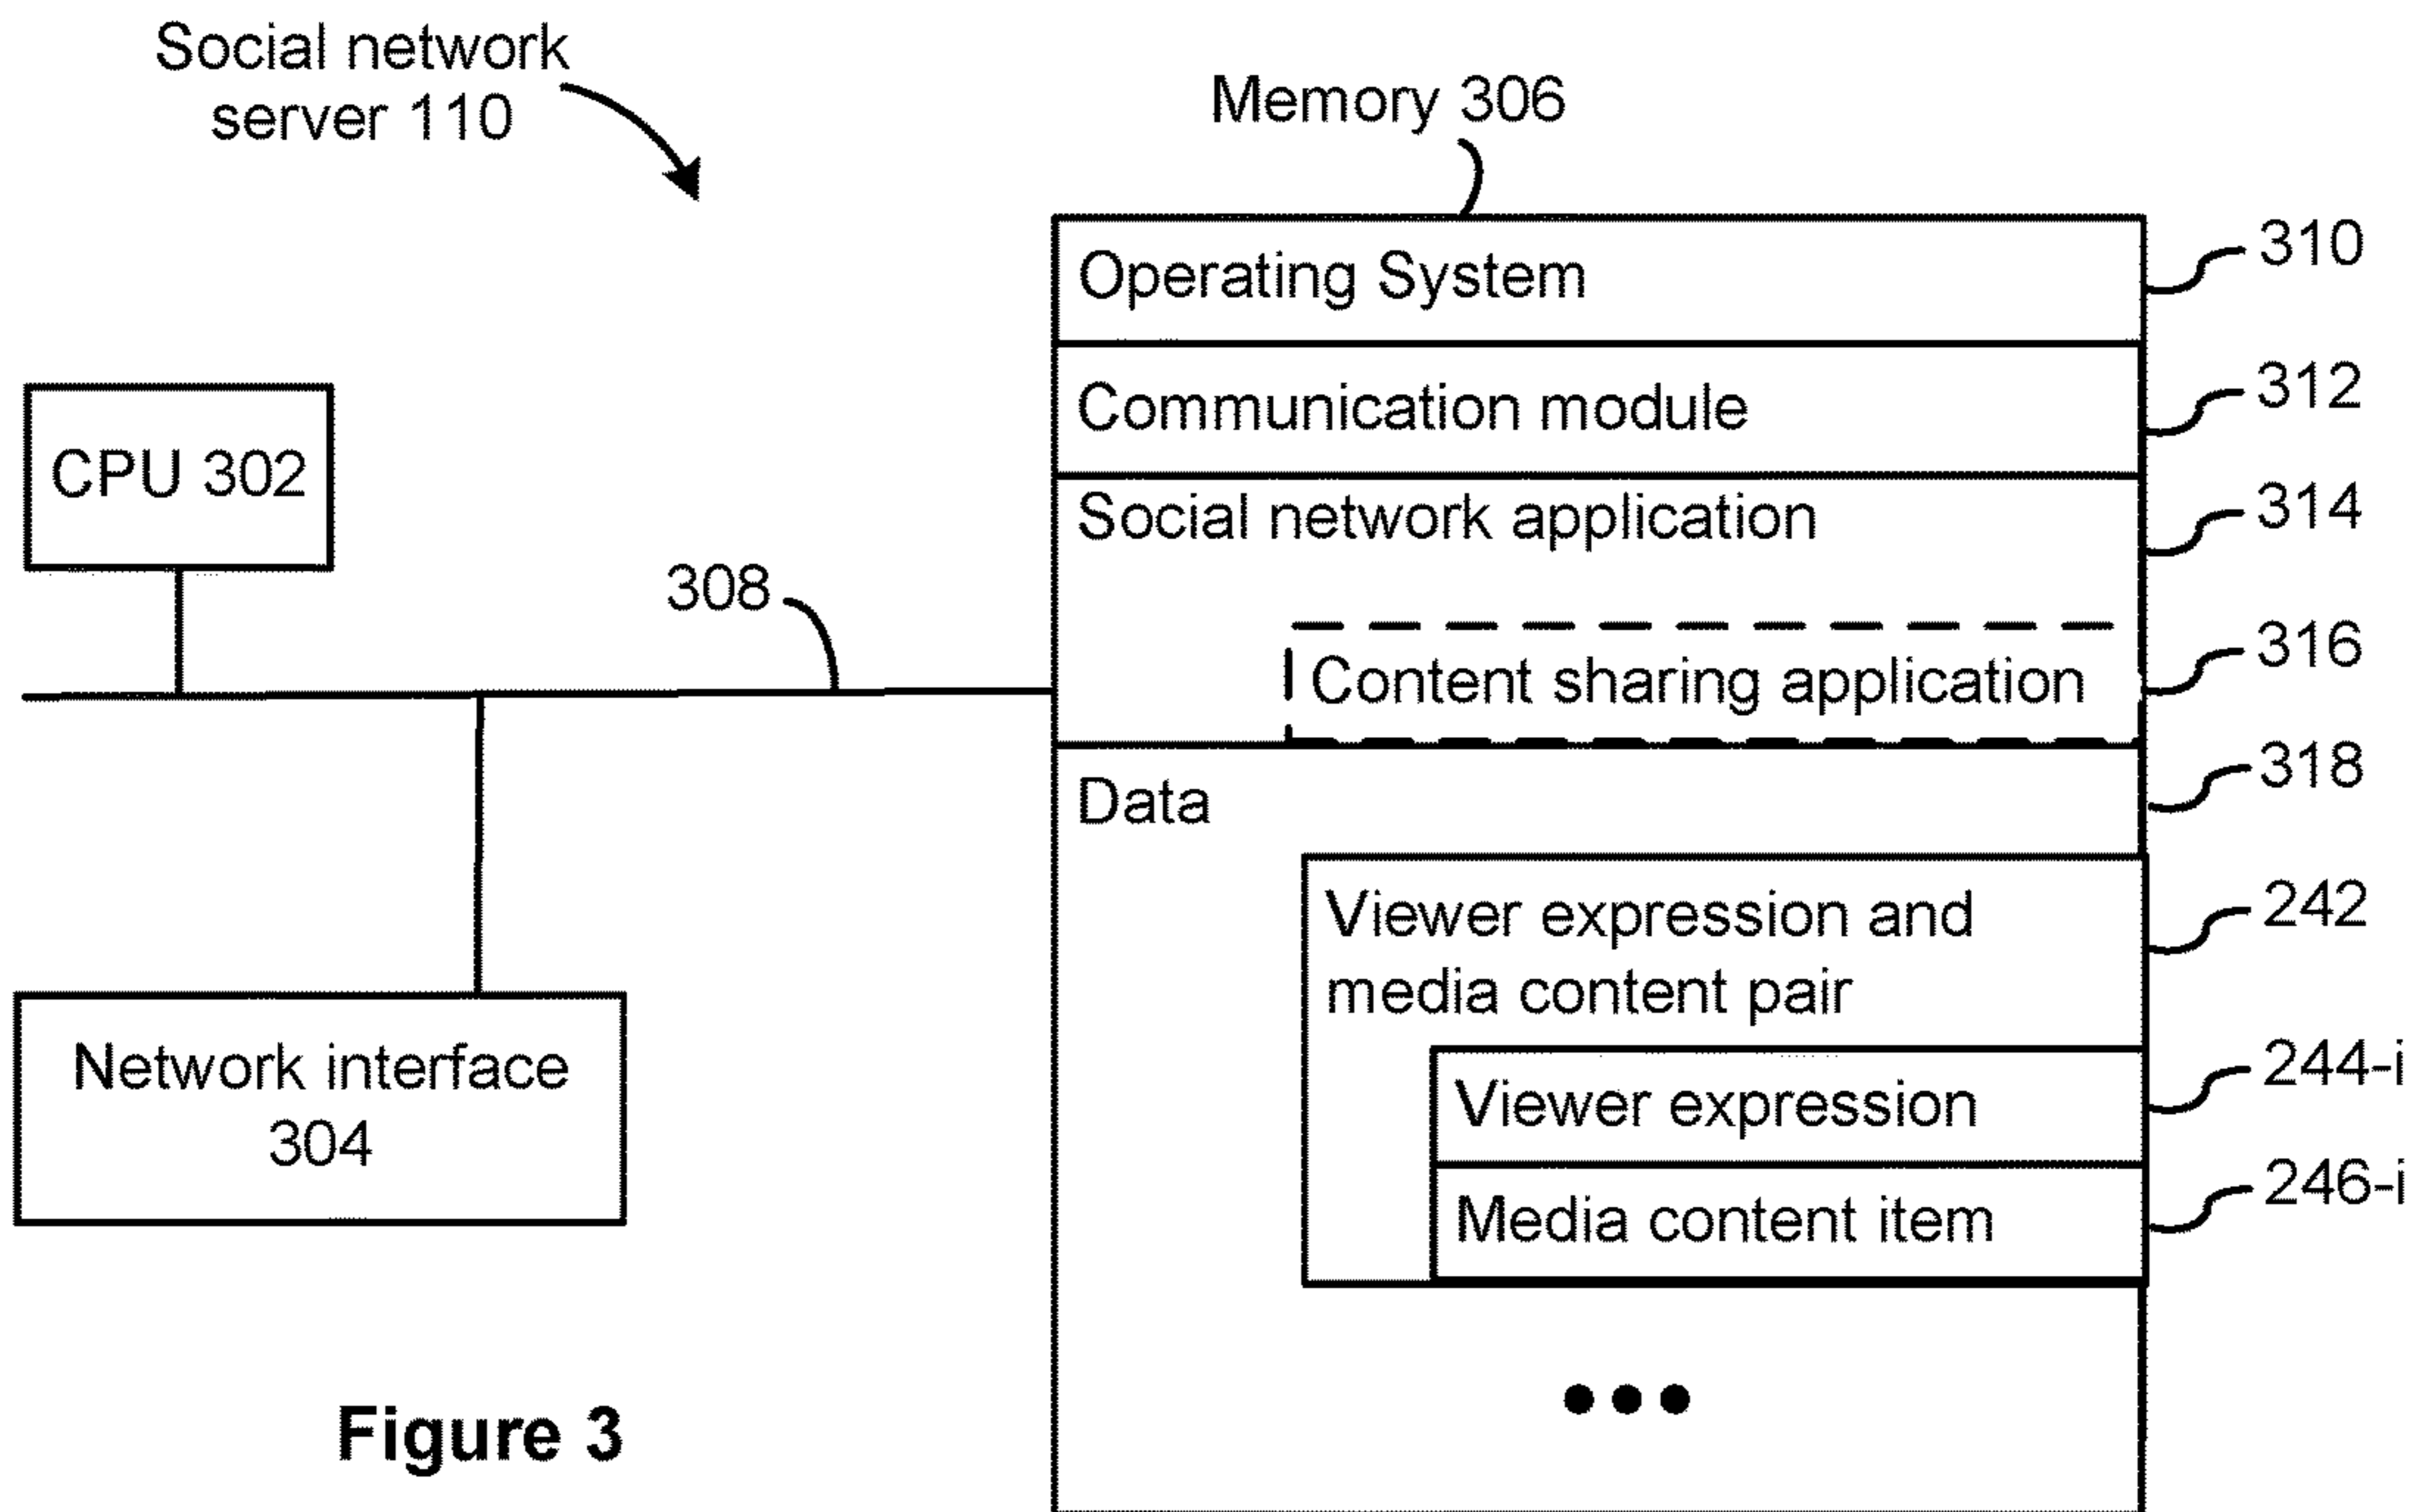 Social network
server 110
Memory 306
Operating System
310
Communication module
312
CPU 302
Social network application
314
308
Content sharing application
316
Data
318
Viewer expression and
media content pair
242
Network interface
304
Viewer expression
244-i
Media content item
246-i
•••
Figure 3